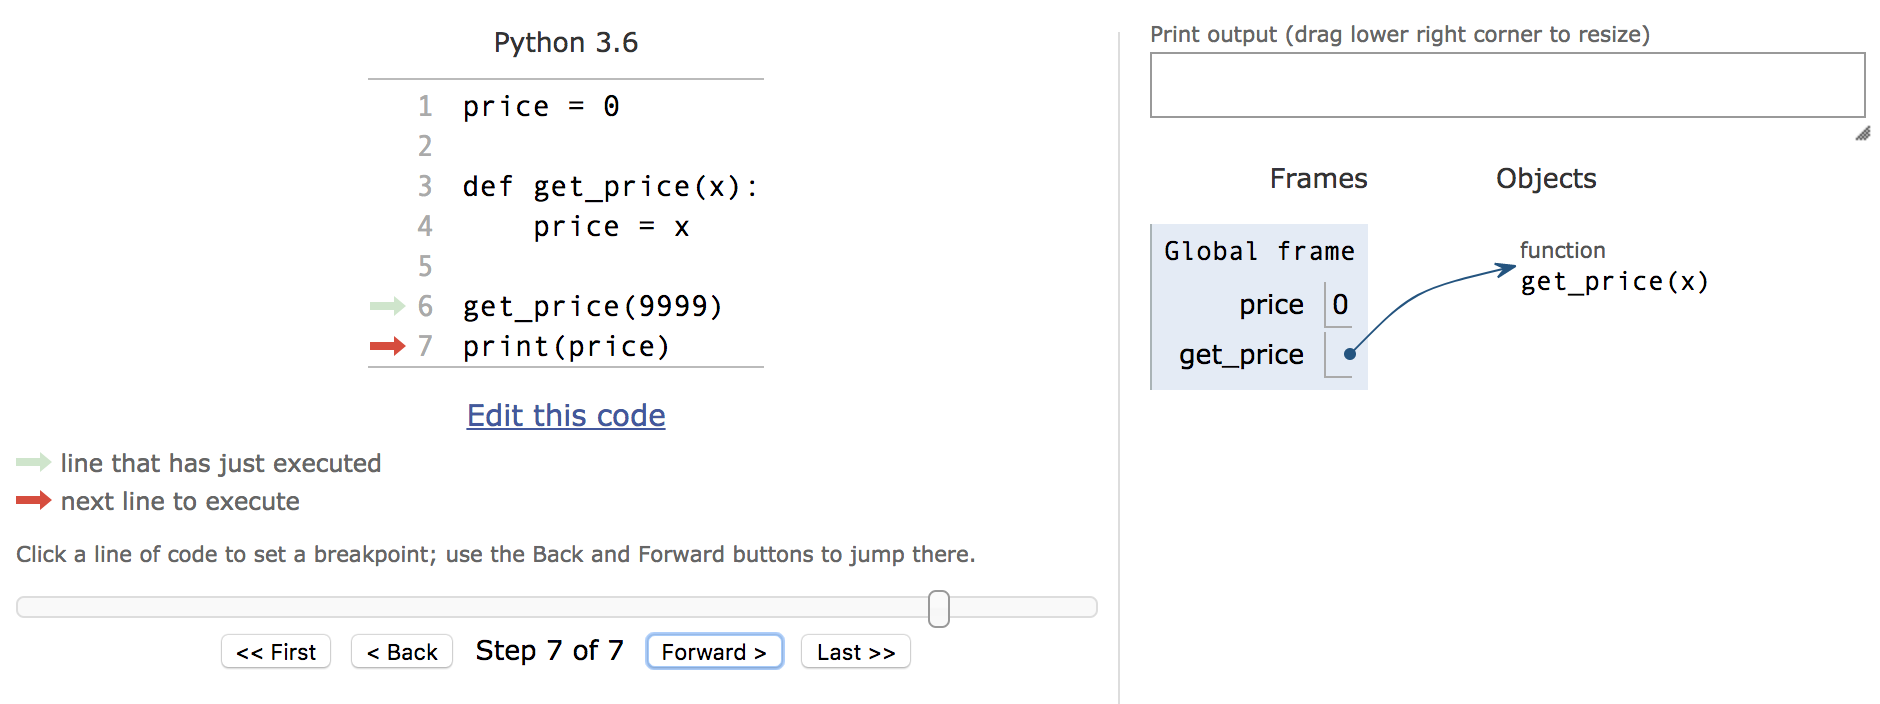 Python 3.6
1 price = 0
2
3 def get_price(x):
4     price = x
5
6 get_price(9999)
7 print(price)
Edit this code
line that has just executed
next line to execute
Click a line of code to set a breakpoint; use the Back and Forward buttons to jump there.
<< First < Back Step 7 of 7 Forward > Last >>
Print output (drag lower right corner to resize)
Frames Objects
Global frame
price 0
get_price
function
get_price(x)